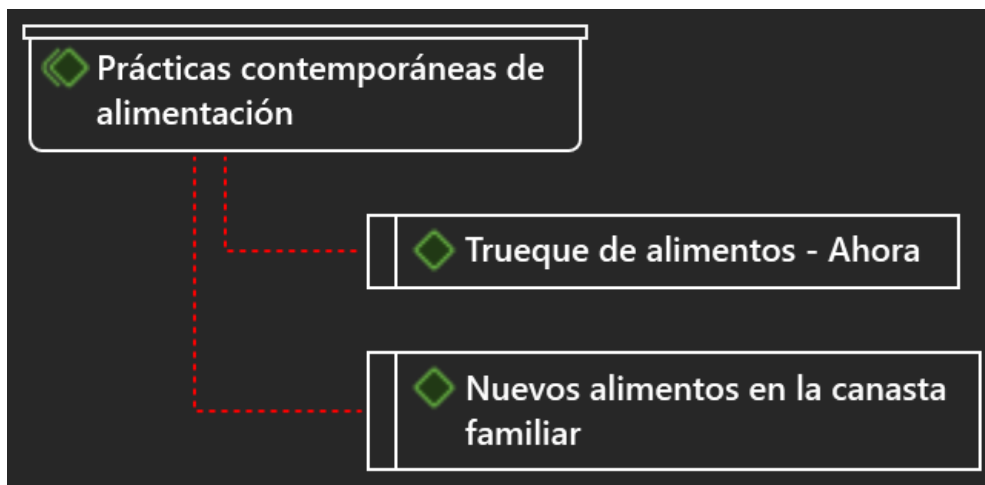 Prácticas contemporáneas de
alimentación
Trueque de alimentos - Ahora
Nuevos alimentos en la canasta
familiar